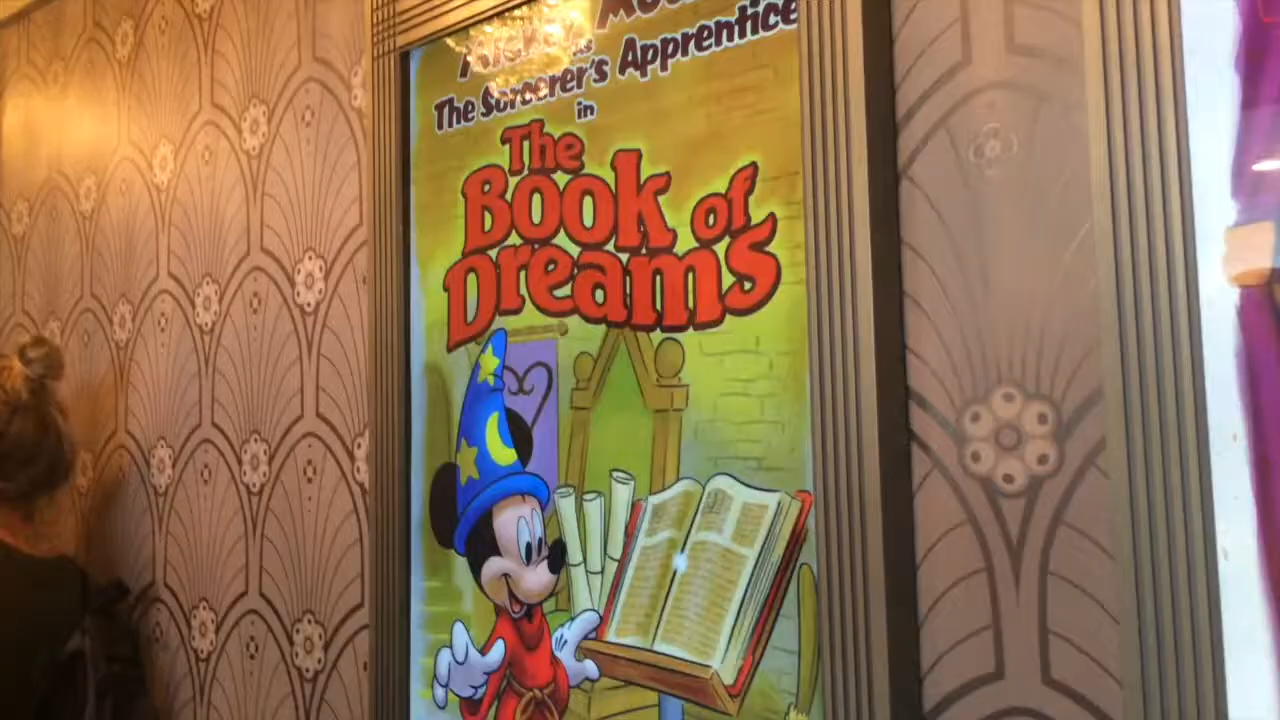 The Sorcerer's Apprentice
in
The
Book of
Dreams